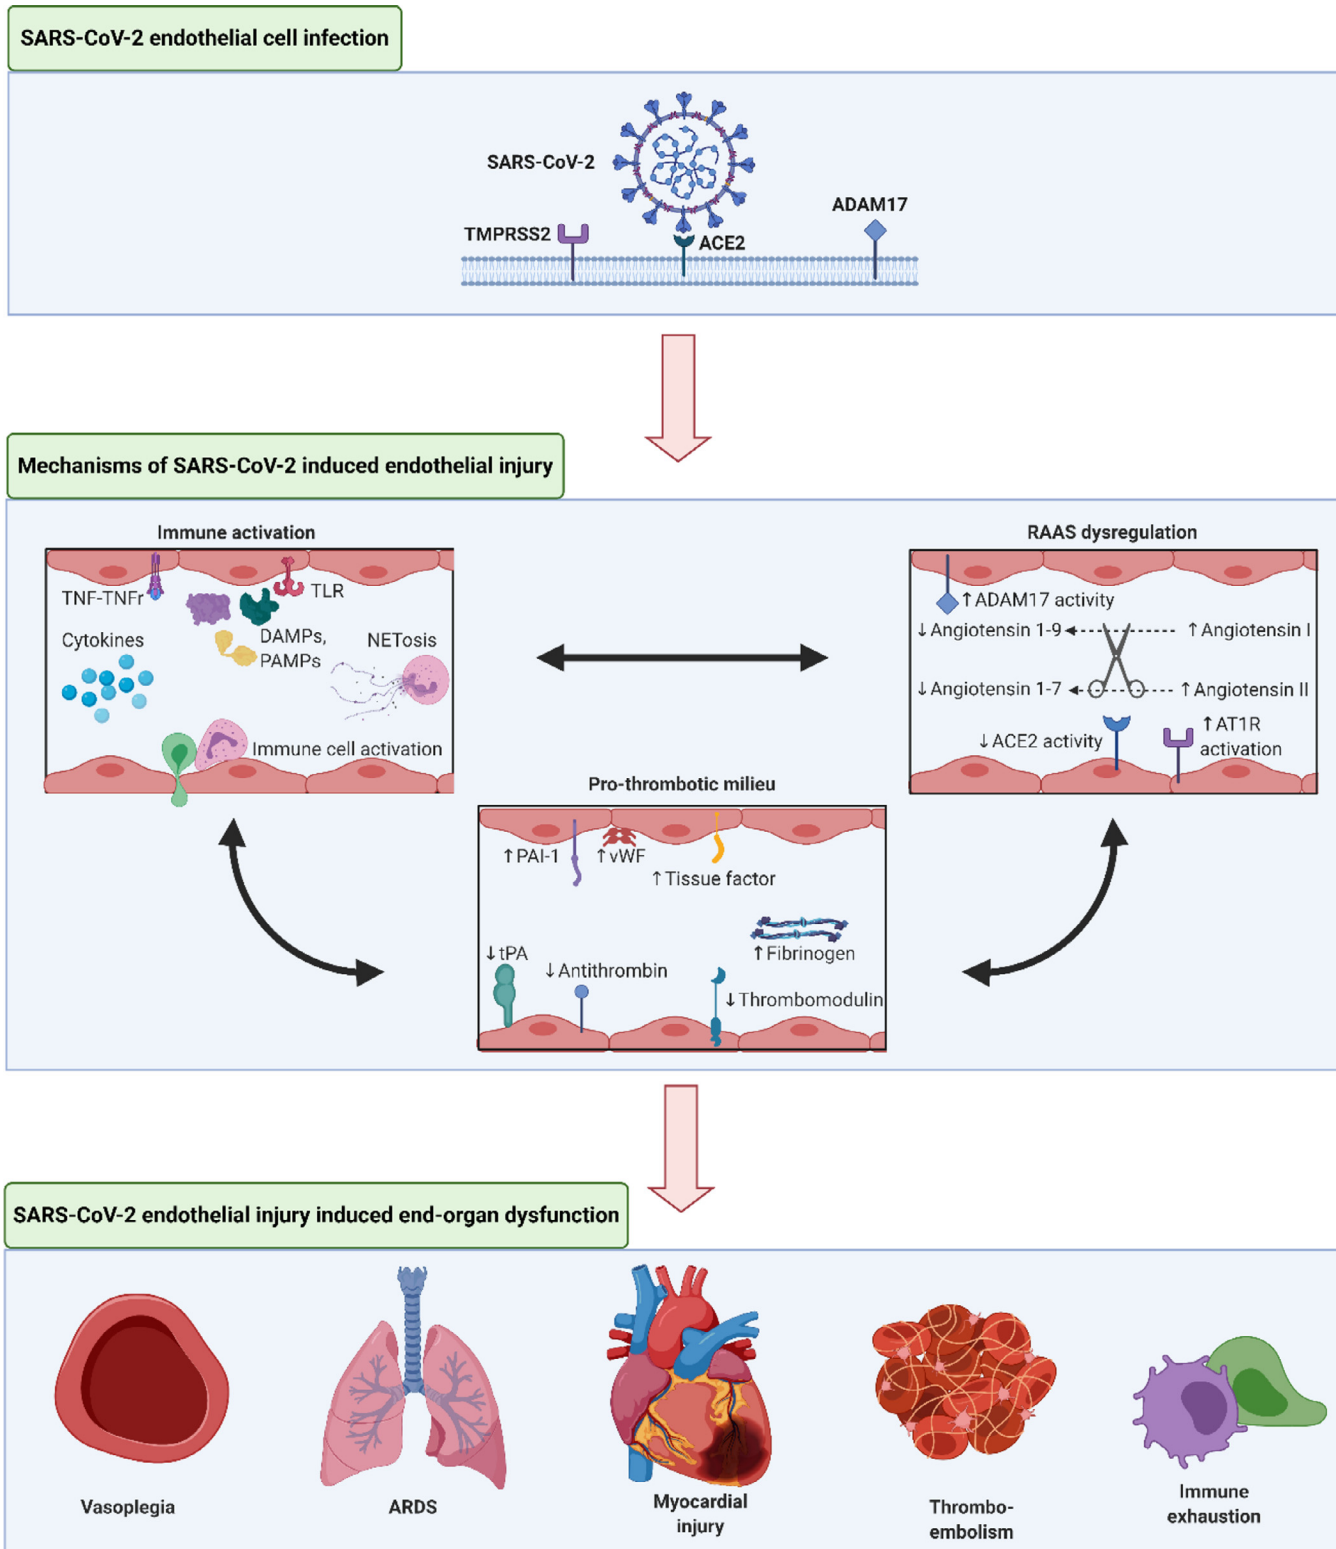 SARS-CoV-2 endothelial cell infection
SARS-CoV-2
ADAM17
TMPRSS2
ACE2
Mechanisms of SARS-CoV-2 induced endothelial injury
Immune activation
TNF-TNFr
TLR
Cytokines
DAMPs,
PAMPs
NETosis
Immune cell activation
RAAS dysregulation
↑ADAM17 activity
↓Angiotensin 1-9
↑Angiotensin I
↓Angiotensin 1-7
↑Angiotensin II
↓ACE2 activity
↑AT1R
activation
Pro-thrombotic milieu
↑PAI-1
↑vWF
↑Tissue factor
↑Fibrinogen
↓tPA
↓Antithrombin
↓Thrombomodulin
SARS-CoV-2 endothelial injury induced end-organ dysfunction
Vasoplegia
ARDS
Myocardial
injury
Thrombo-
embolism
Immune
exhaustion